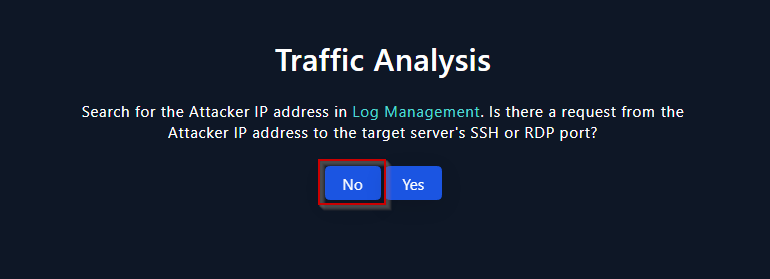 Traffic Analysis
Search for the Attacker IP address in Log Management. Is there a request from the
Attacker IP address to the target server's SSH or RDP port?
No Yes